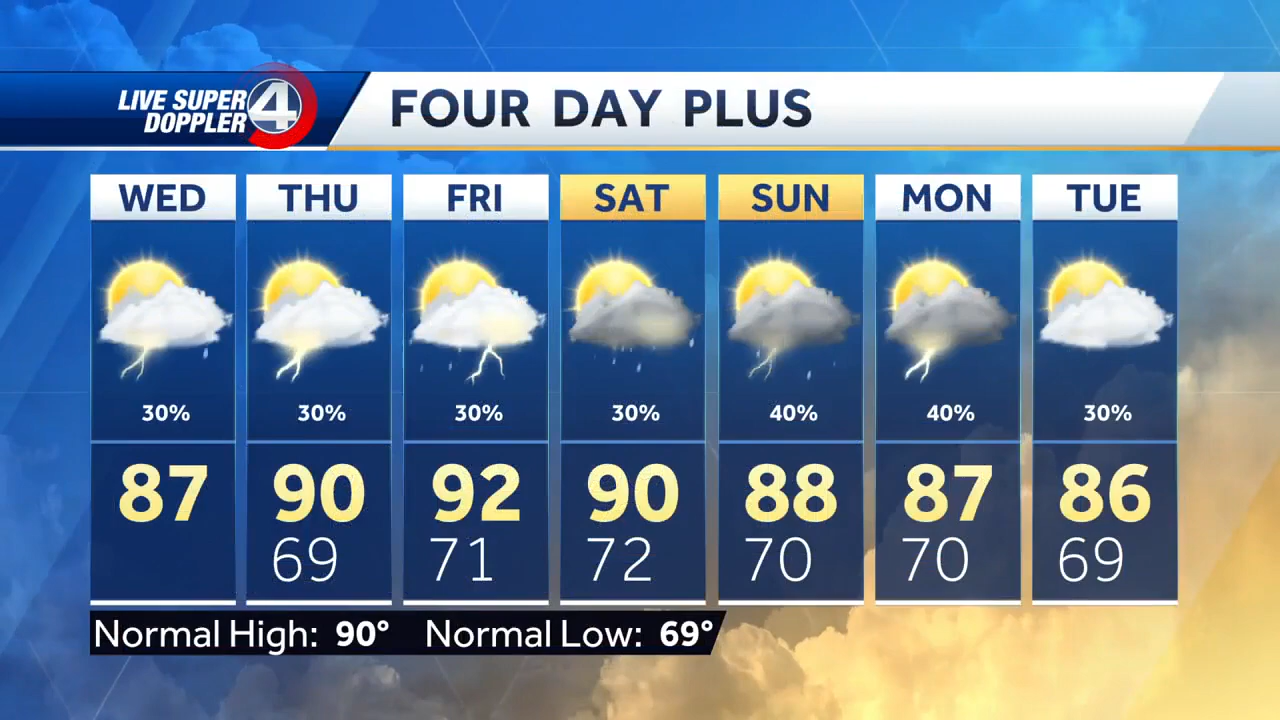 LIVE SUPER
DOPPLER 4
FOUR DAY PLUS
WED THU FRI SAT SUN MON TUE
30% 30% 30% 30% 40% 40% 30%
87 90 92 90 88 87 86
69 71 72 70 70 69
Normal High: 90° Normal Low: 69°